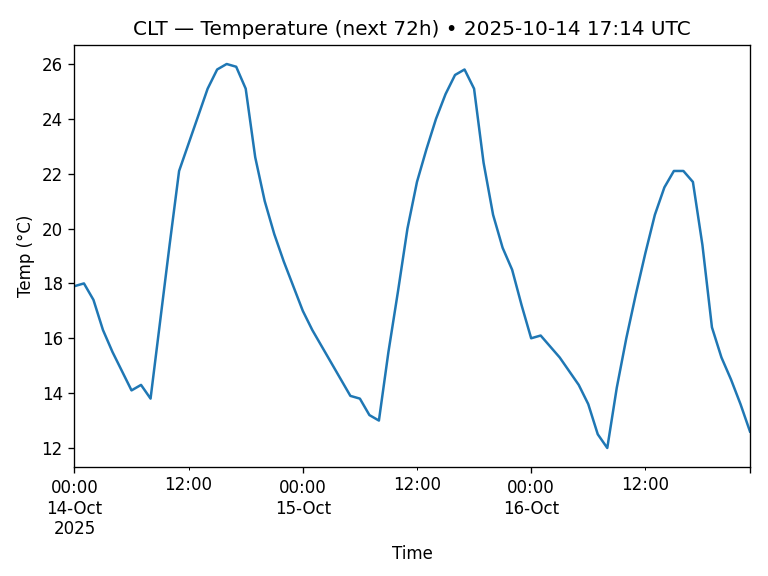 CLT — Temperature (next 72h) • 2025-10-14 17:14 UTC
26
24
22
20
18
16
14
12
Temp (°C)
00:00 12:00 00:00 12:00 00:00 12:00
14-Oct 15-Oct 16-Oct
2025
Time